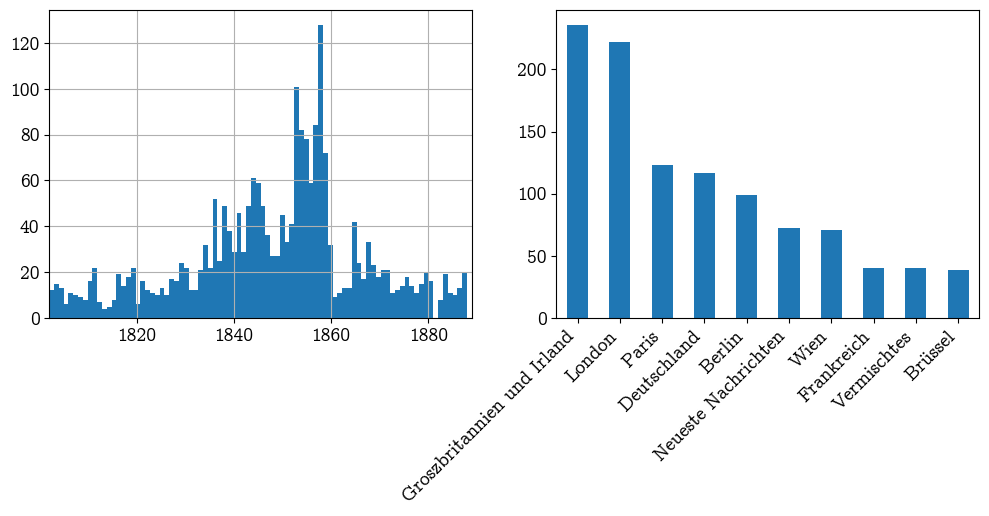 120
100
80
60
40
20
0
1820 1840 1860 1880
200
150
100
50
0
Groszbritannien und Irland
London
Paris
Deutschland
Berlin
Neueste Nachrichten
Wien
Frankreich
Vermischtes
Brüssel